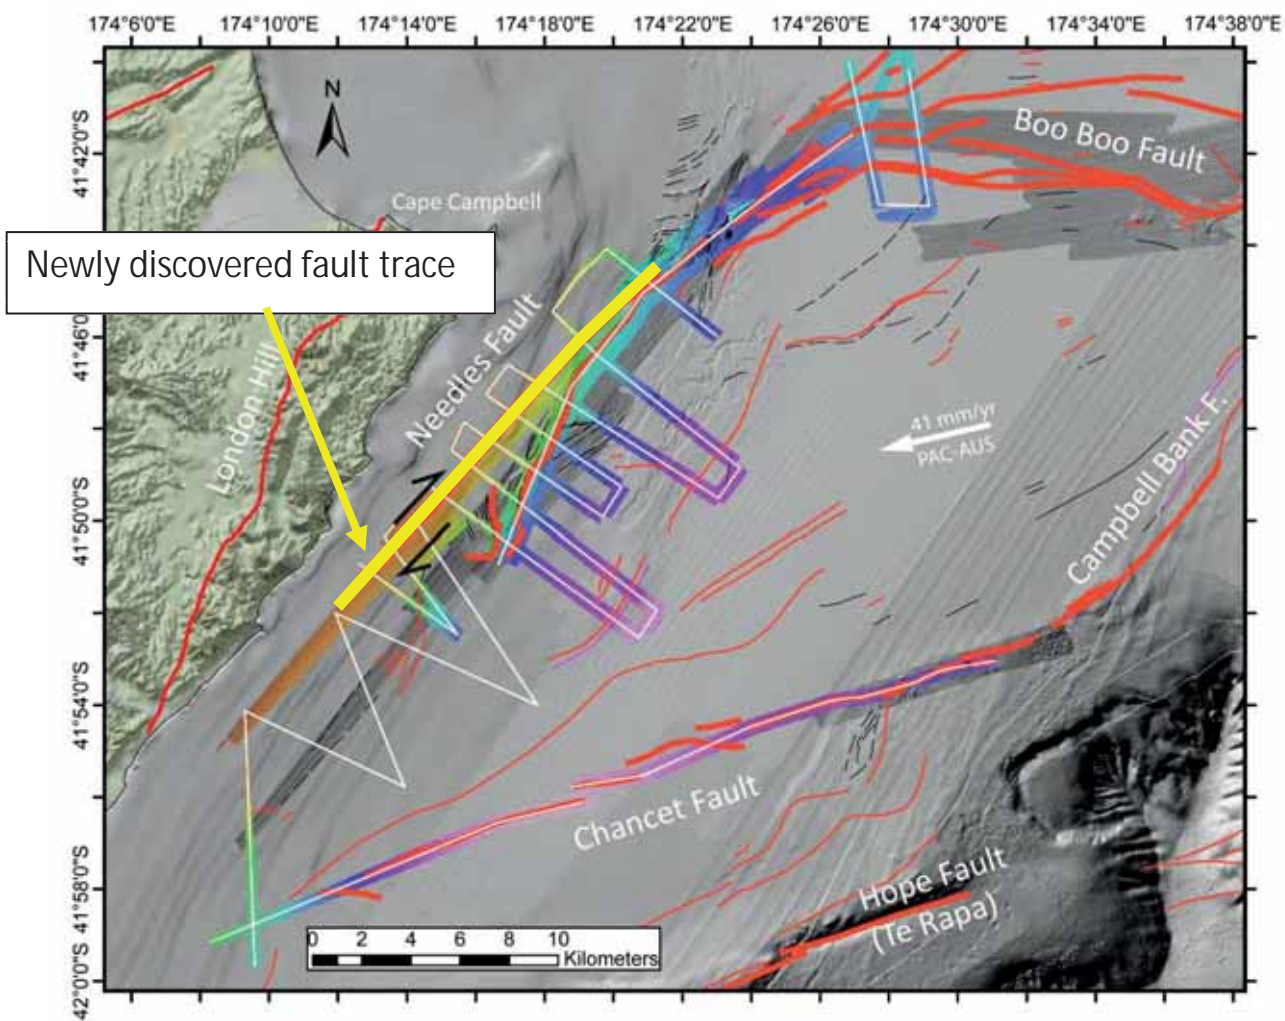 174°6'0"E 174°10'0"E 174°14'0"E 174°18'0"E 174°22'0"E 174°26'0"E 174°30'0"E 174°34'0"E 174°38'0"E
N
Boo Boo Fault
41°42'0"S
Cape Campbell
Newly discovered fault trace
41°46'0"S
Needles Fault
London Hill
41 mm/yr
PAC-AUS
Campbell Bank F.
41°50'0"S
41°54'0"S
Chancet Fault
41°58'0"S
Hope Fault
(Te Rapa)
0 2 4 6 8 10
Kilometers
42°0'0"S